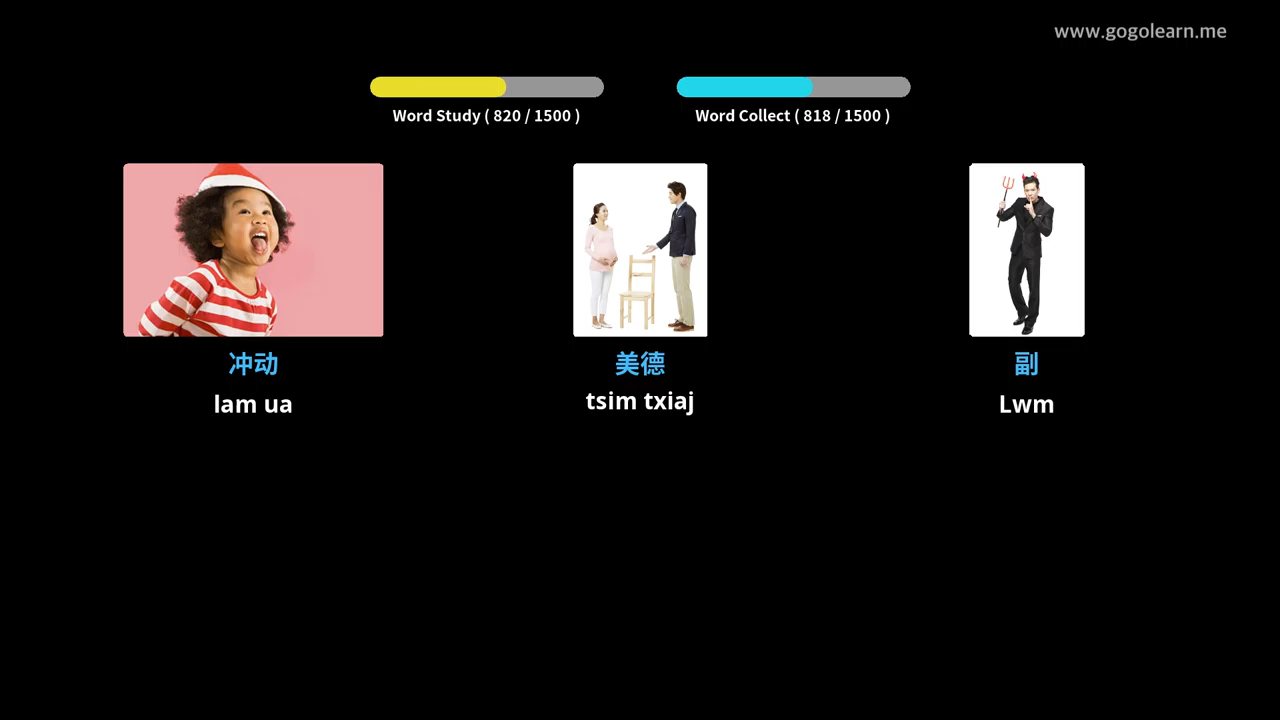 www.gogolearn.me
Word Study ( 820 / 1500 )
Word Collect ( 818 / 1500 )
冲动
lam ua
美德
tsim txiaj
副
Lwm